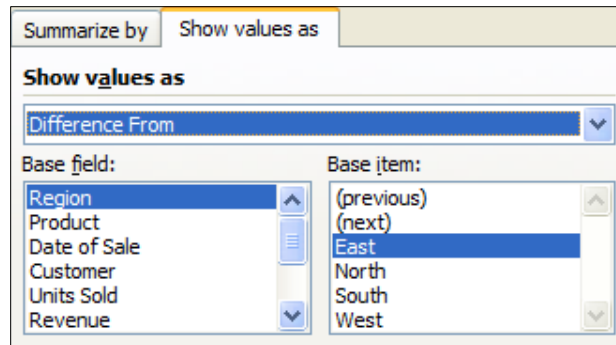 Summarize by
Show values as
Show values as
Difference From
Base field:
Region
Product
Date of Sale
Customer
Units Sold
Revenue
Base item:
(previous)
(next)
East
North
South
West